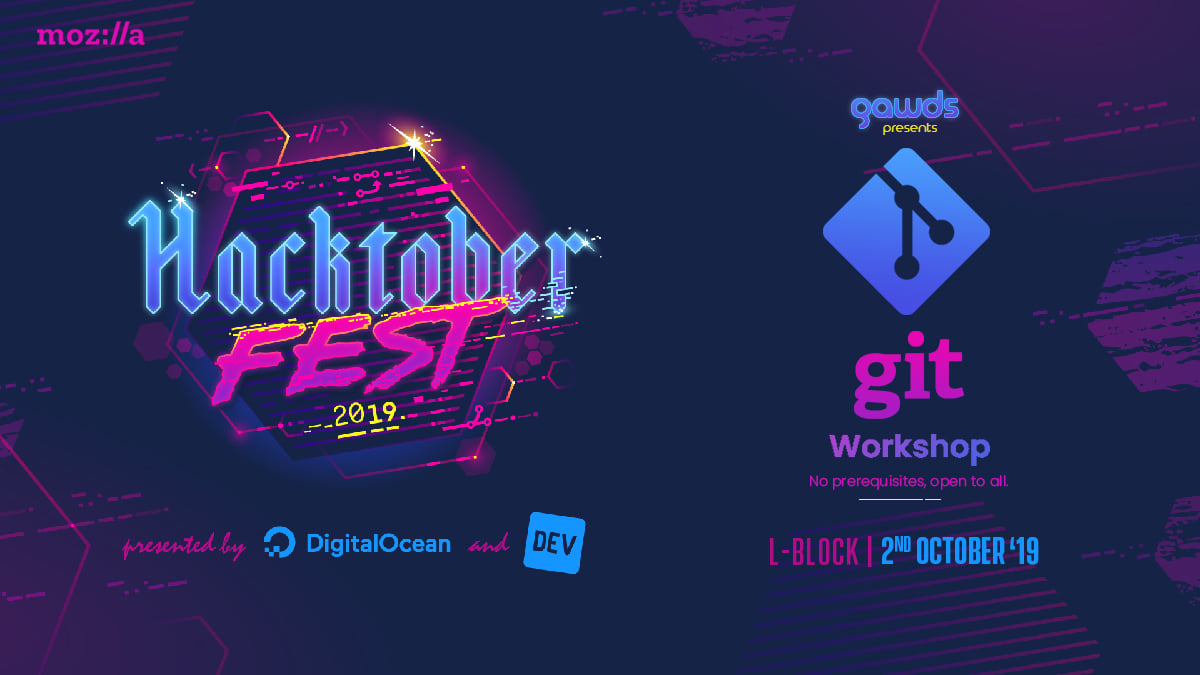 moz://a
Hacktober
FEST
2019.
presented by DigitalOcean and DEV
gawds
presents
git
Workshop
No prerequisites, open to all.
L-BLOCK | 2ND OCTOBER ‘19